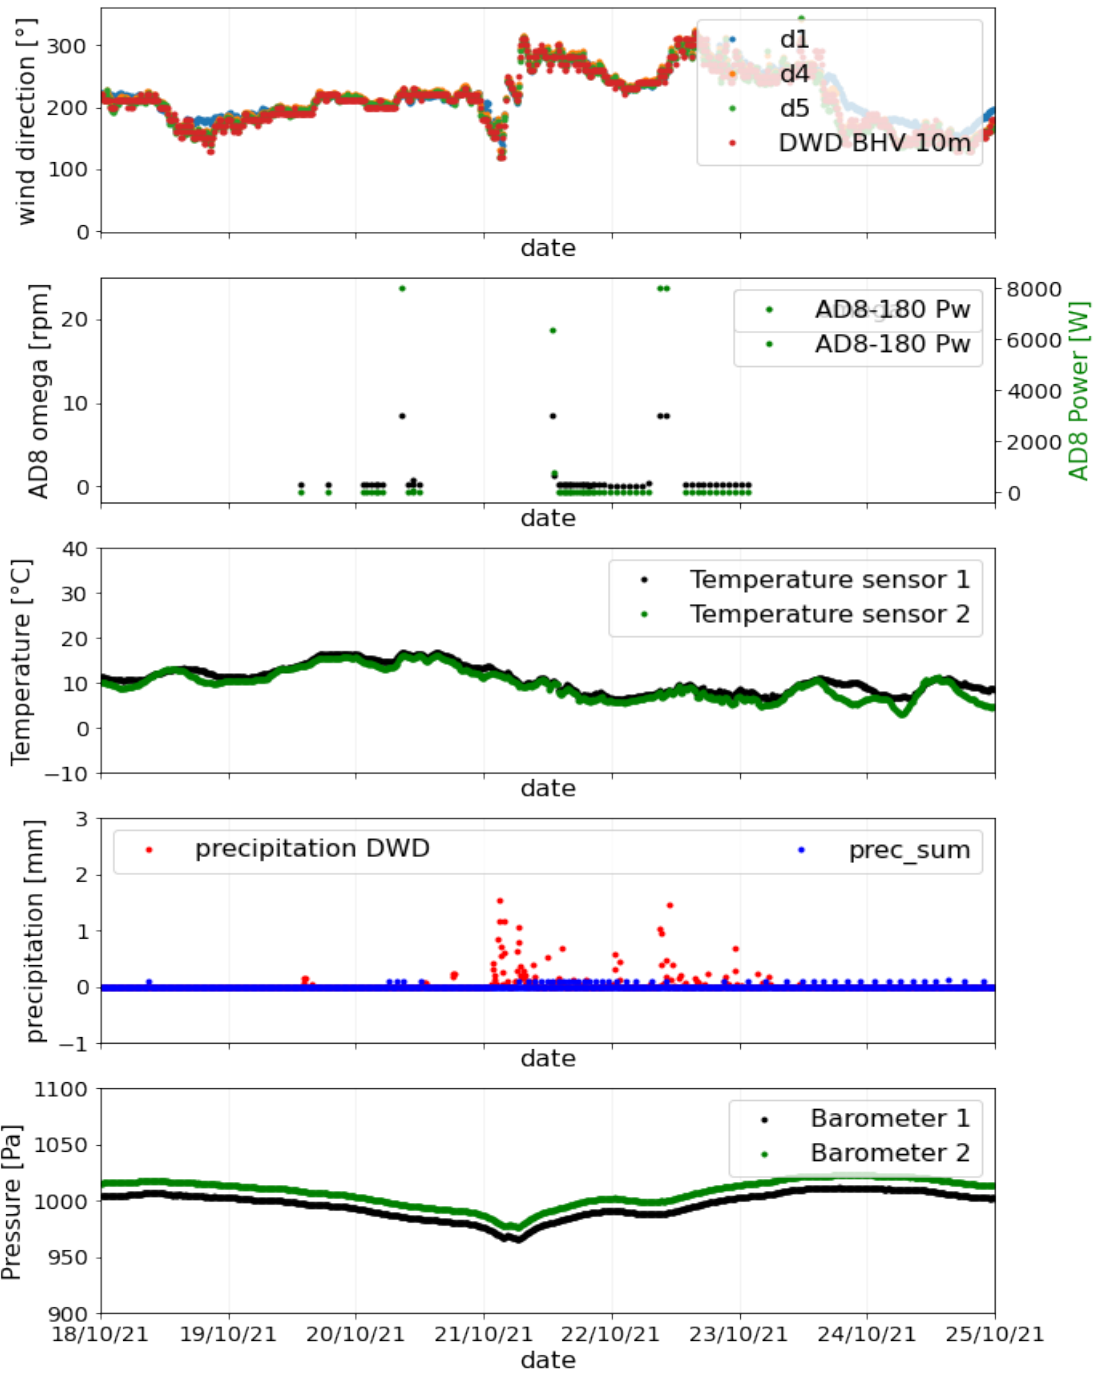 wind direction [°]
300
200
100
0
d1
d4
d5
DWD BHV 10m
date
AD8 omega [rpm]
20
10
0
AD8-180 Pw
AD8-180 Pw
8000
6000
4000
2000
0
AD8 Power [W]
date
Temperature [°C]
40
30
20
10
0
−10
Temperature sensor 1
Temperature sensor 2
date
precipitation [mm]
3
2
1
0
−1
precipitation DWD
prec_sum
date
Pressure [Pa]
1100
1050
1000
950
900
Barometer 1
Barometer 2
18/10/21 19/10/21 20/10/21 21/10/21 22/10/21 23/10/21 24/10/21 25/10/21
date